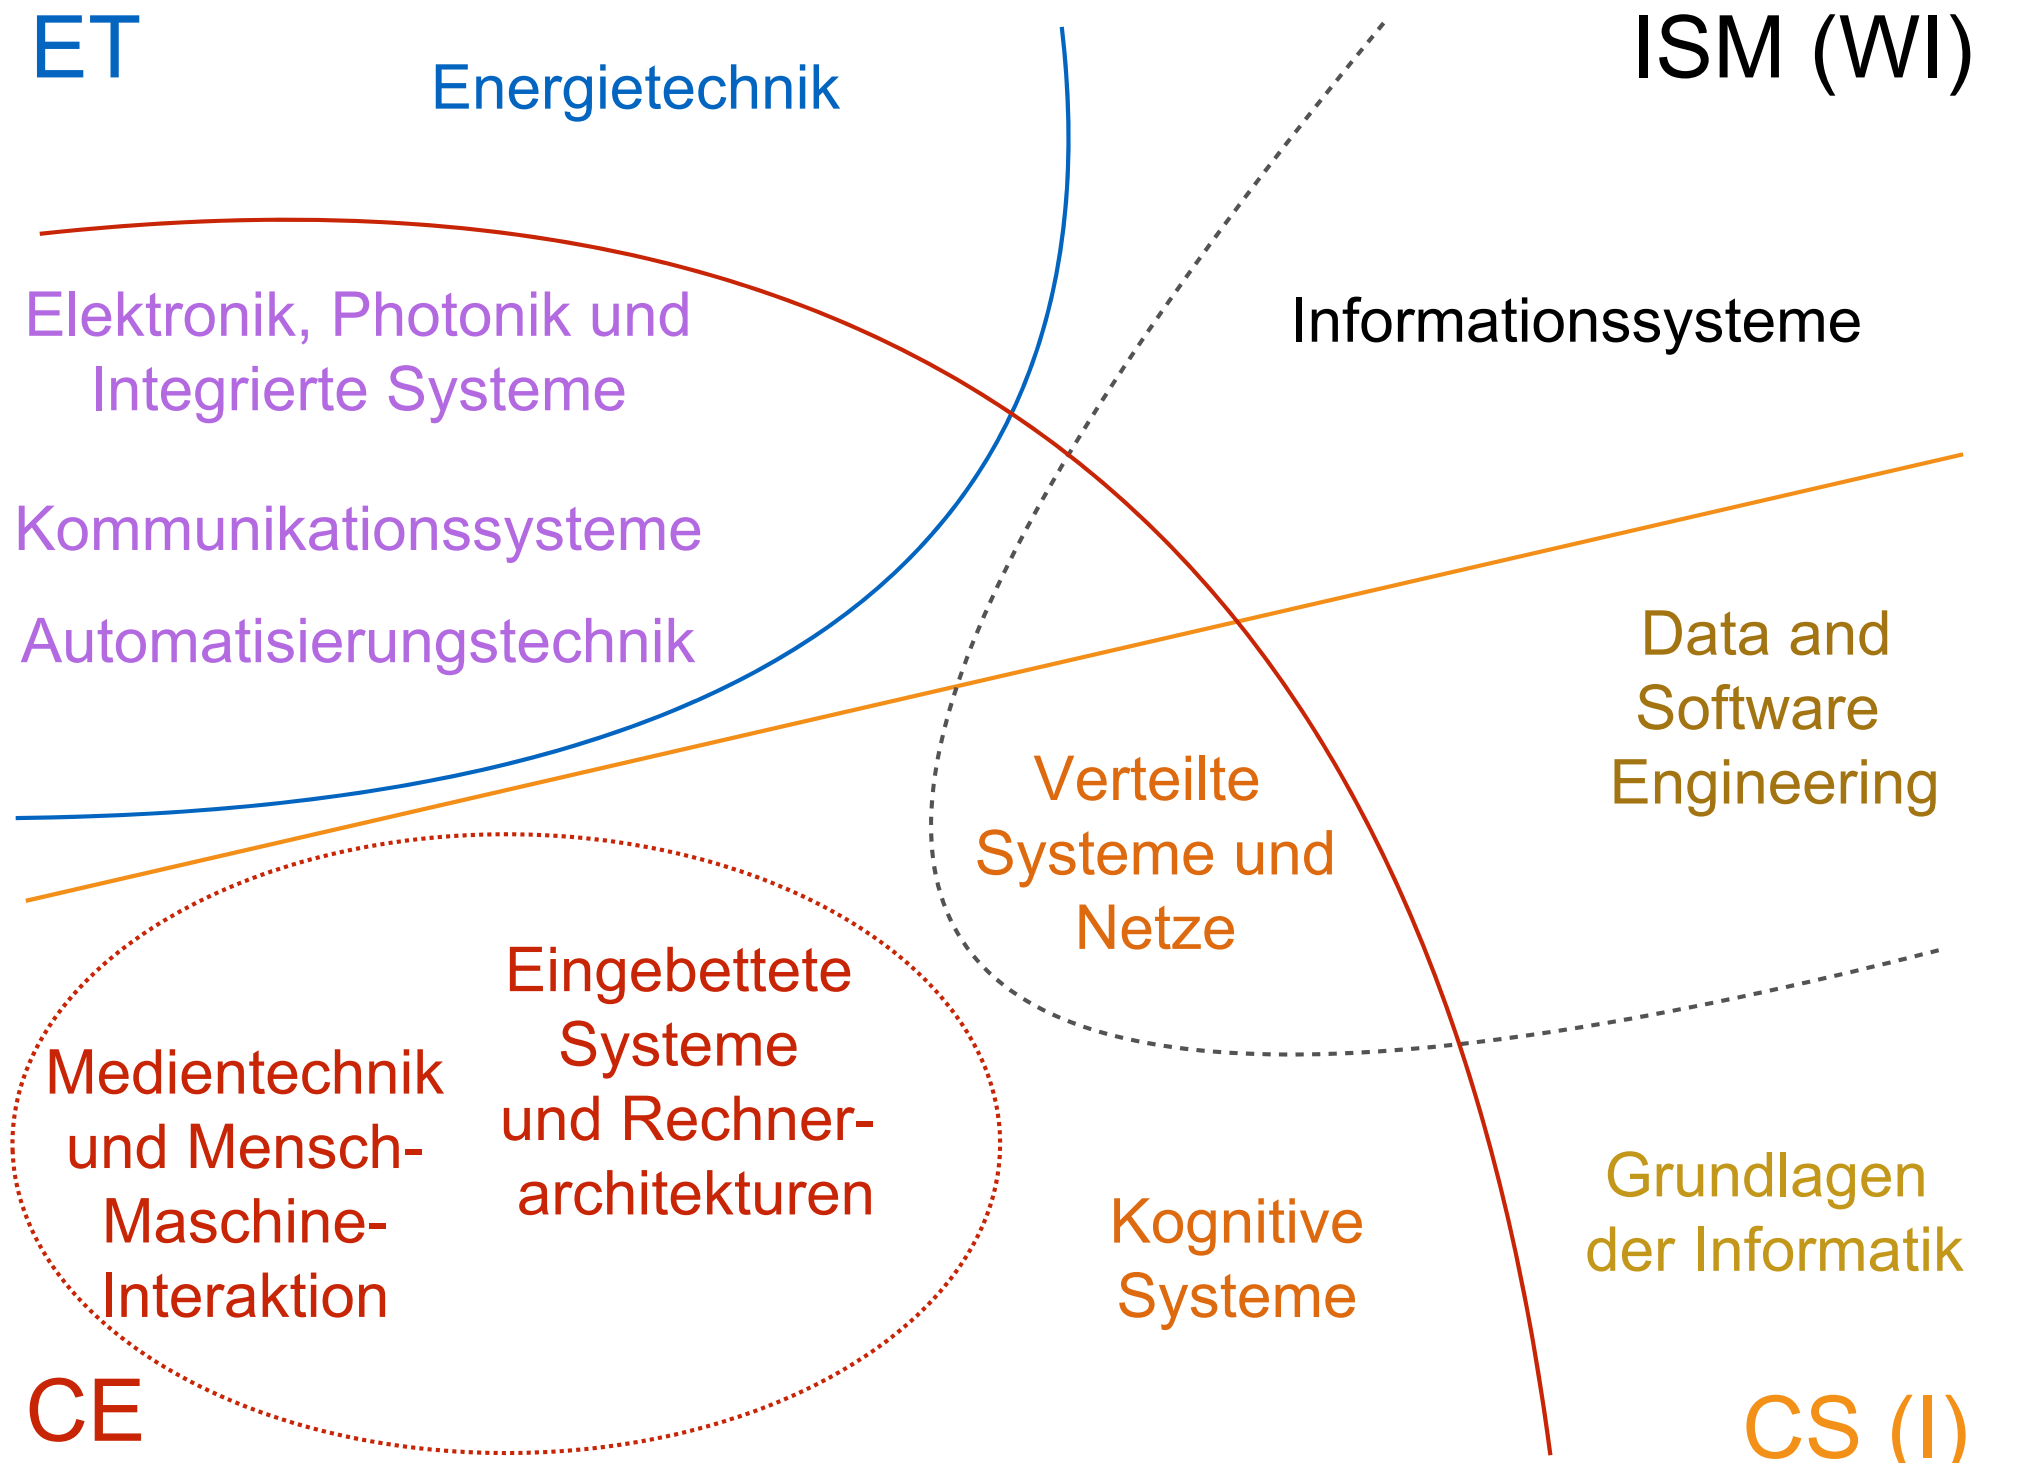 ET
ISM (WI)
Energietechnik
Elektronik, Photonik und
Integrierte Systeme
Informationssysteme
Kommunikationssysteme
Automatisierungstechnik
Data and
Software
Engineering
Verteilte
Systeme und
Netze
Eingebettete
Systeme
und Rechner-
architekturen
Medientechnik
und Mensch-
Maschine-
Interaktion
Kognitive
Systeme
Grundlagen
der Informatik
CE
CS (I)